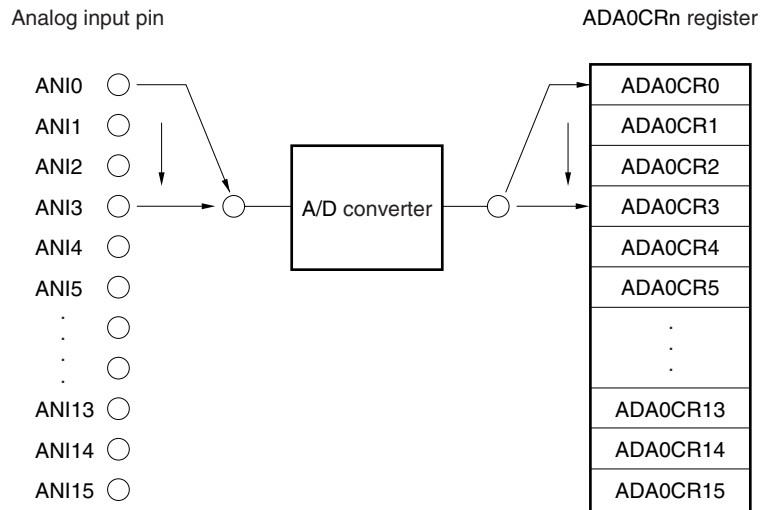 Analog input pin
ADA0CRn register
ANI0
ANI1
ANI2
ANI3
ANI4
ANI5
.
.
.
.
ANI13
ANI14
ANI15
A/D converter
ADA0CR0
ADA0CR1
ADA0CR2
ADA0CR3
ADA0CR4
ADA0CR5
.
.
.
ADA0CR13
ADA0CR14
ADA0CR15